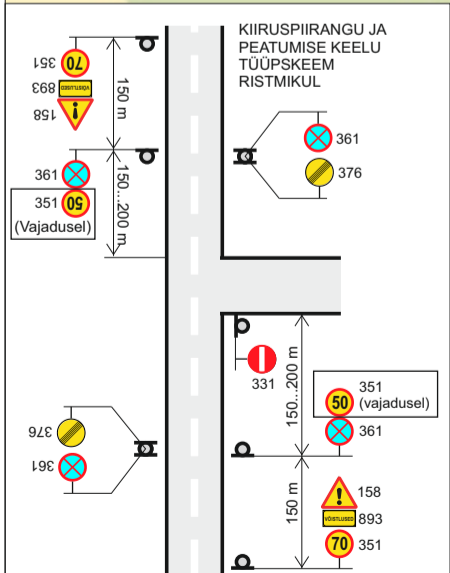 KIIRUSPIIRANGU JA
PEATUMISE KEELU
TÜÜPSKEEM
RISTMIKUL
351
70
893
VÕISTLUSED
158
!
150 m
361
351
50
(Vajadusel)
150...200 m
361
376
331
150...200 m
50
351
(vajadusel)
361
376
361
150 m
!
158
VÕISTLUSED
893
70
351